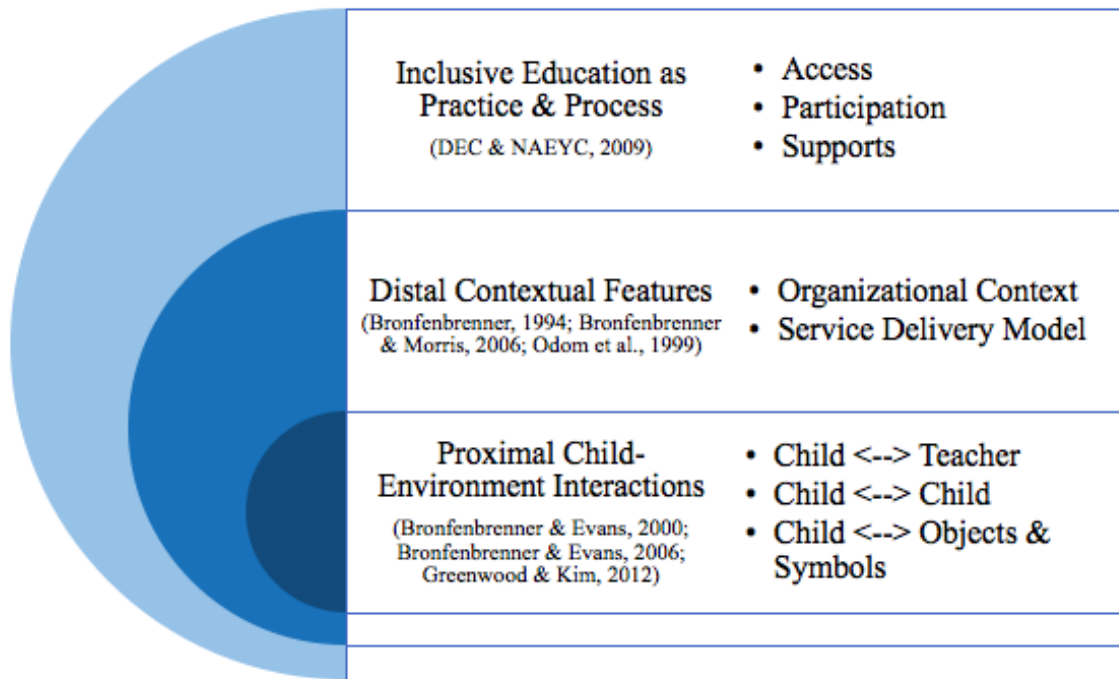 Inclusive Education as
Practice & Process
(DEC & NAEYC, 2009)
• Access
• Participation
• Supports
Distal Contextual Features
(Bronfenbrenner, 1994; Bronfenbrenner
& Morris, 2006; Odom et al., 1999)
• Organizational Context
• Service Delivery Model
Proximal Child-
Environment Interactions
(Bronfenbrenner & Evans, 2000;
Bronfenbrenner & Evans, 2006;
Greenwood & Kim, 2012)
• Child <--> Teacher
• Child <--> Child
• Child <--> Objects &
Symbols